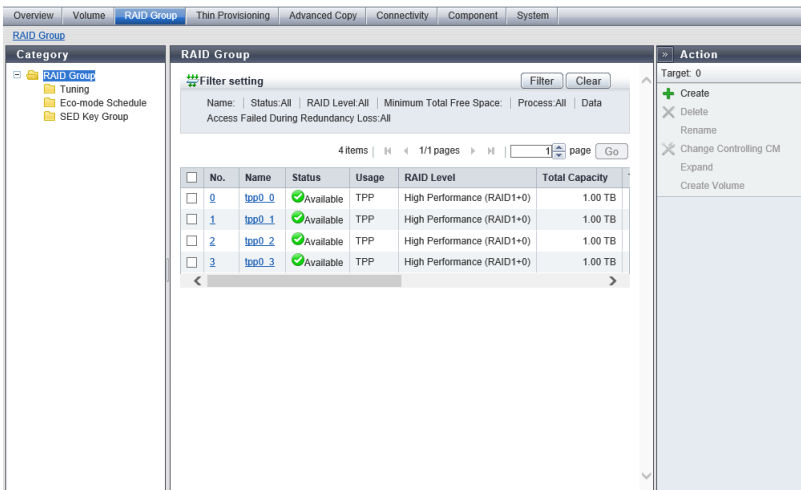 Overview Volume RAID Group Thin Provisioning Advanced Copy Connectivity Component System
RAID Group
Category
RAID Group
Tuning
Eco-mode Schedule
SED Key Group
RAID Group
Filter setting Filter Clear
Name: | Status:All | RAID Level:All | Minimum Total Free Space: | Process:All | Data
Access Failed During Redundancy Loss:All
4 items | 1/1 pages | 1 page Go
No. Name Status Usage RAID Level Total Capacity
0 tpp0_0 Available TPP High Performance (RAID1+0) 1.00 TB
1 tpp0_1 Available TPP High Performance (RAID1+0) 1.00 TB
2 tpp0_2 Available TPP High Performance (RAID1+0) 1.00 TB
3 tpp0_3 Available TPP High Performance (RAID1+0) 1.00 TB
» Action
Target: 0
Create
Delete
Rename
Change Controlling CM
Expand
Create Volume